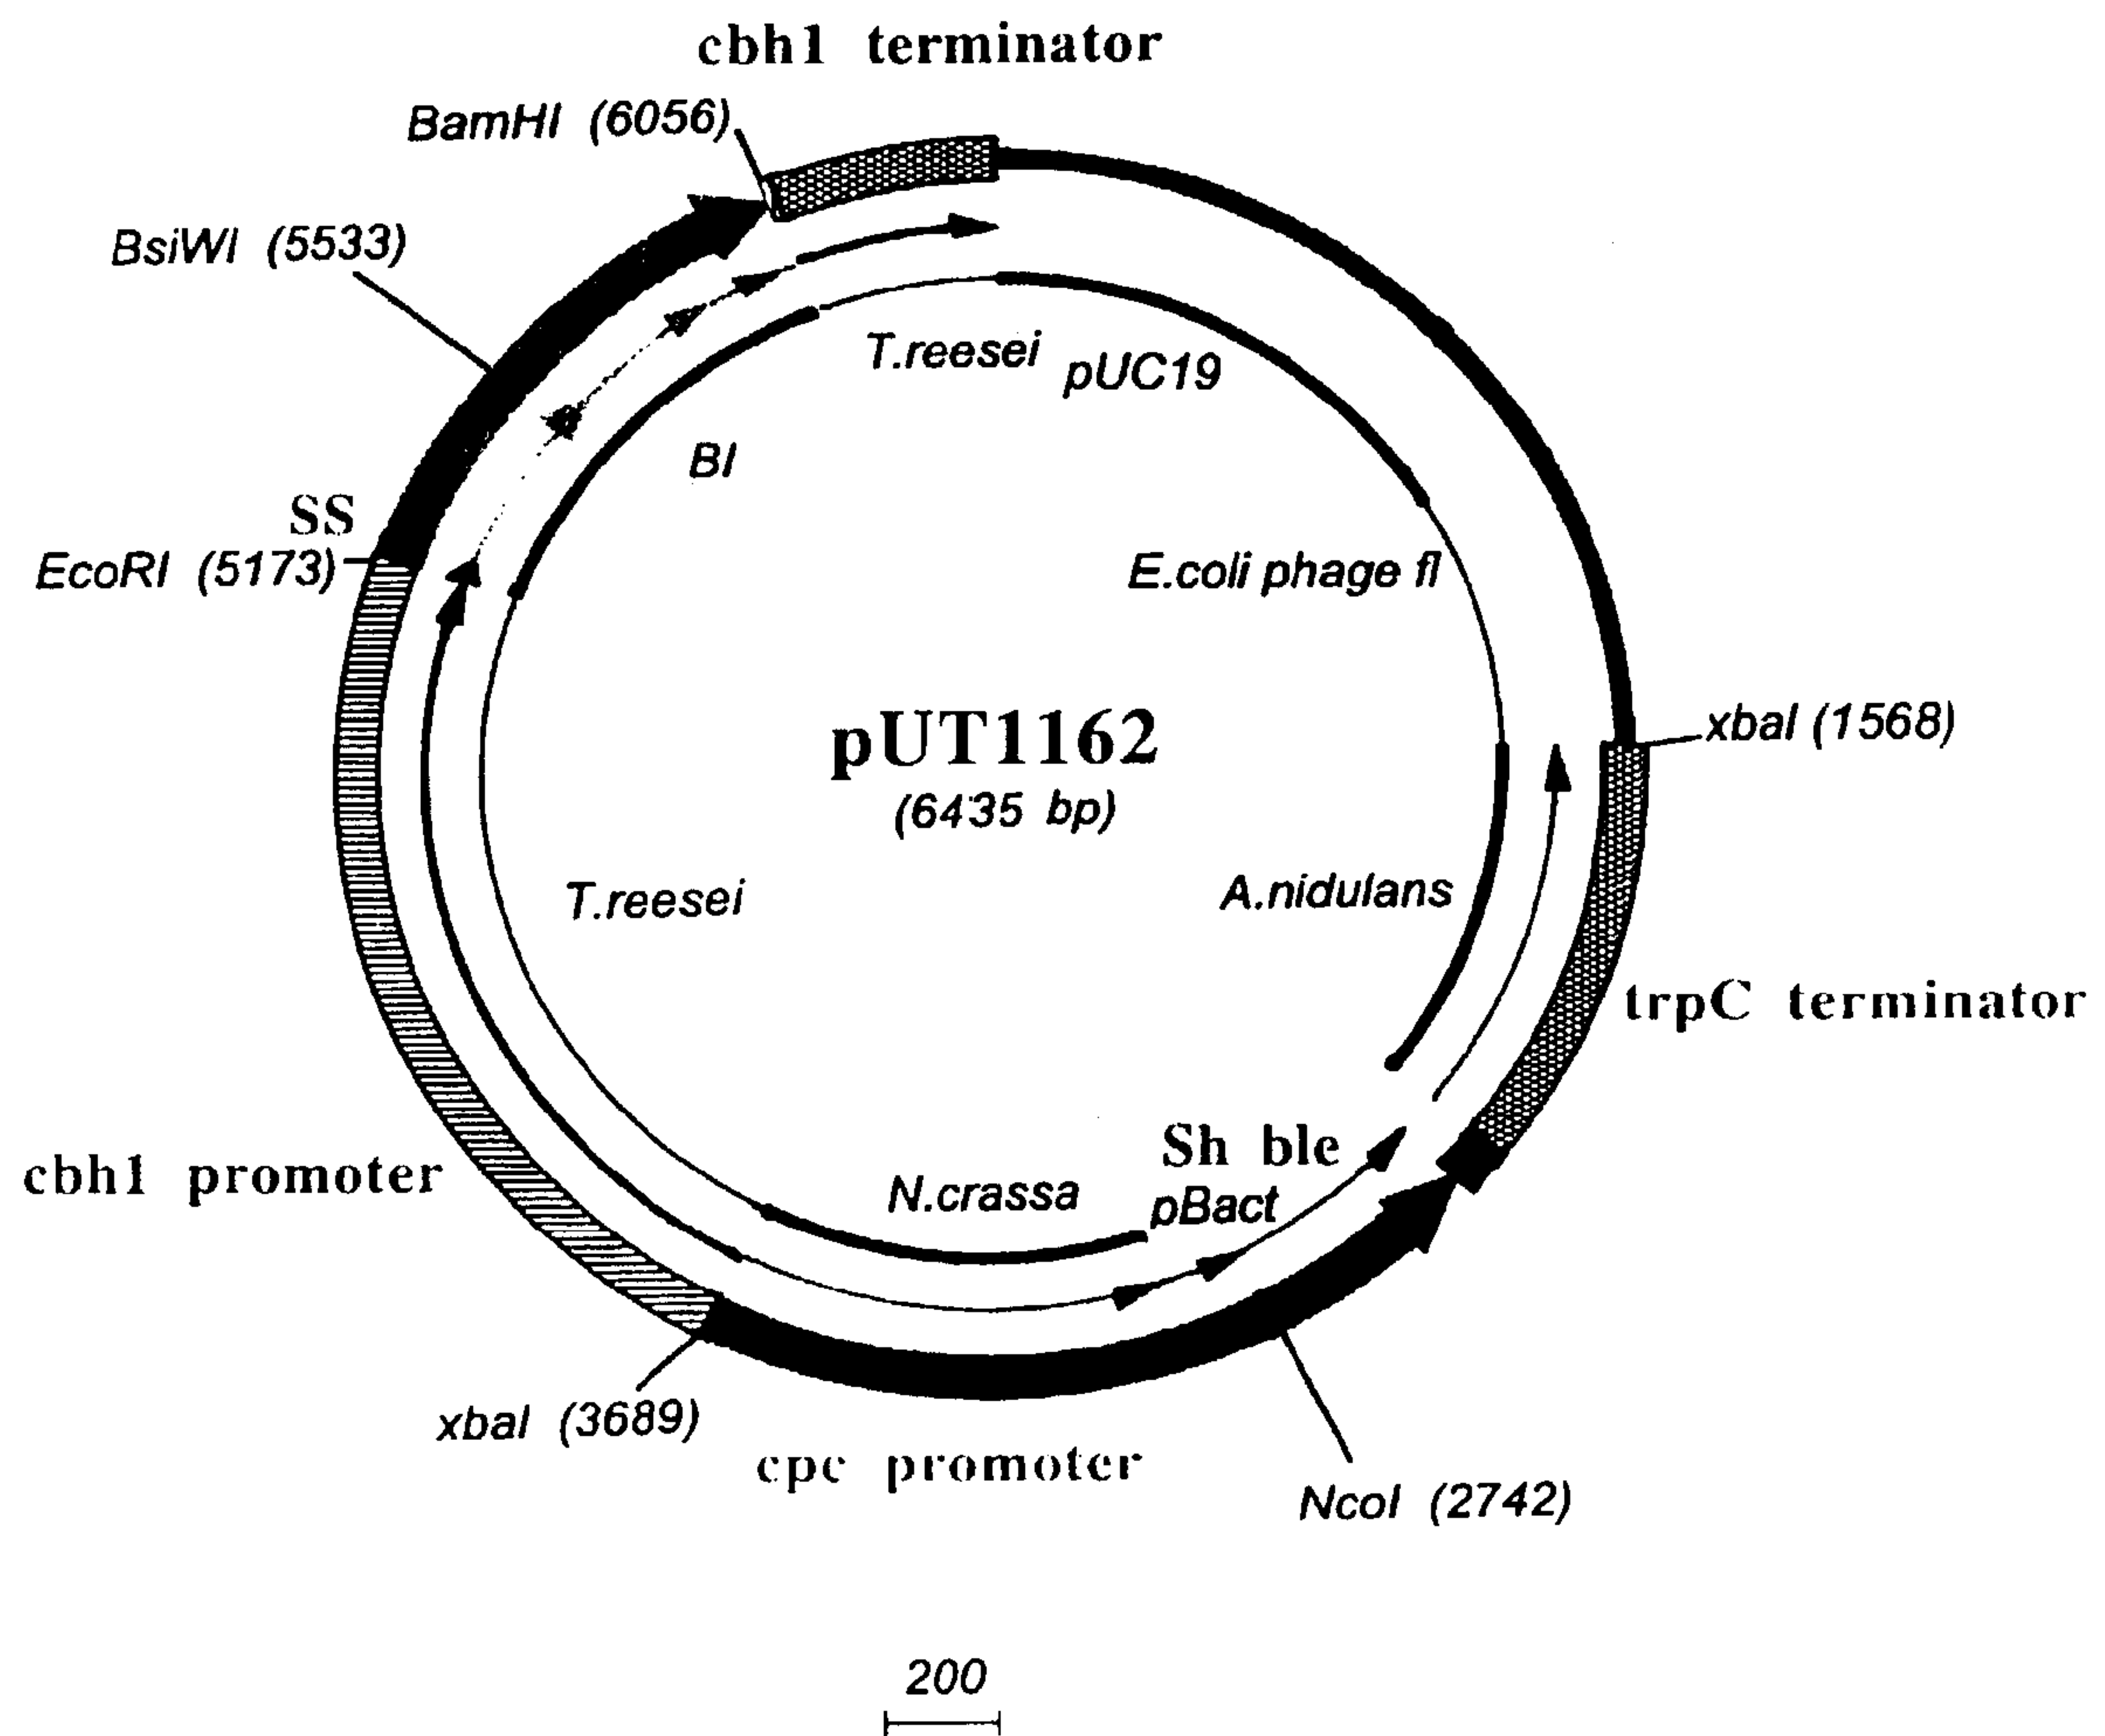 cbh1 terminator
BamHI (6056)
BsiWI (5533)
T.reesei
pUC19
BI
SS
EcoRI (5173)
E.coli phage f1
pUT1162
(6435 bp)
xbaI (1568)
T.reesei
A.nidulans
trpC terminator
Sh ble
cbh1 promoter
N.crassa
pBact
xbaI (3689)
cpc promoter
NcoI (2742)
200